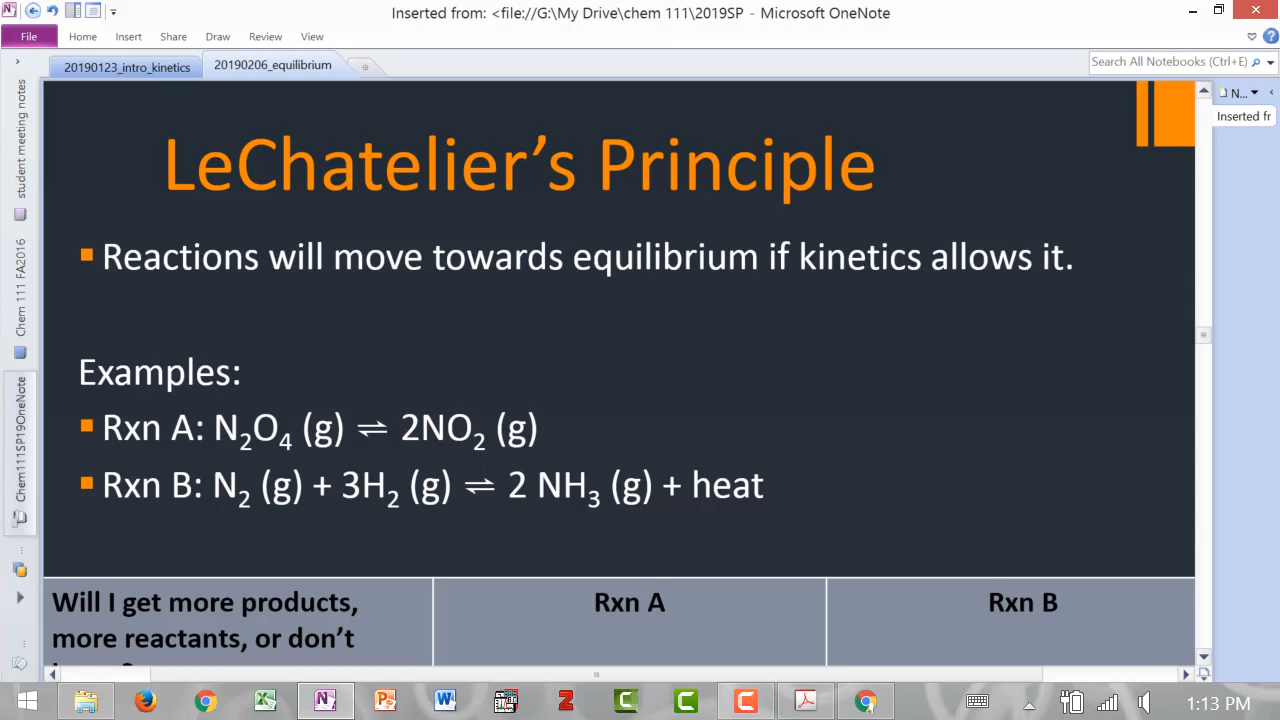 Inserted from: <file://G:\My Drive\chem 111\2019SP - Microsoft OneNote
File Home Insert Share Draw Review View
20190123_intro_kinetics 20190206_equilibrium Search All Notebooks (Ctrl+E)
N...
Inserted fr
student meeting notes
Chem 111 FA2016
Chem111SP19OneNote
LeChatelier’s Principle
Reactions will move towards equilibrium if kinetics allows it.
Examples:
Rxn A: N₂O₄ (g) ⇌ 2NO₂ (g)
Rxn B: N₂ (g) + 3H₂ (g) ⇌ 2 NH₃ (g) + heat
Will I get more products, Rxn A Rxn B
more reactants, or don’t
1:13 PM